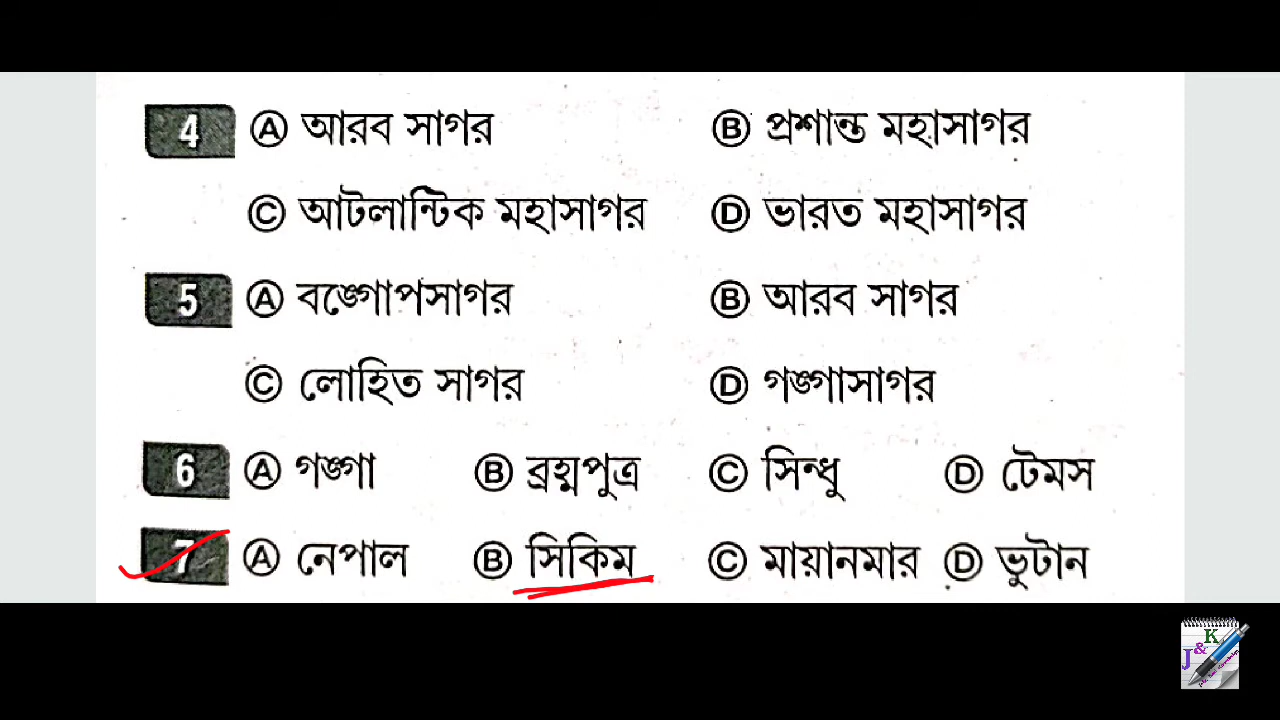 4 Ⓐ আরব সাগর Ⓑ প্রশান্ত মহাসাগর
Ⓒ আটলান্টিক মহাসাগর Ⓓ ভারত মহাসাগর
5 Ⓐ বঙ্গোপসাগর Ⓑ আরব সাগর
Ⓒ লোহিত সাগর Ⓓ গঙ্গাসাগর
6 Ⓐ গঙ্গা Ⓑ ব্রহ্মপুত্র Ⓒ সিন্ধু Ⓓ টেমস
7 Ⓐ নেপাল Ⓑ সিকিম Ⓒ মায়ানমার Ⓓ ভুটান
J&K